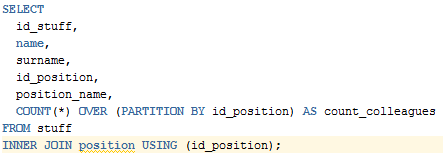 SELECT
  id_stuff,
  name,
  surname,
  id_position,
  position_name,
  COUNT(*) OVER (PARTITION BY id_position) AS count_colleagues
FROM stuff
INNER JOIN position USING (id_position);